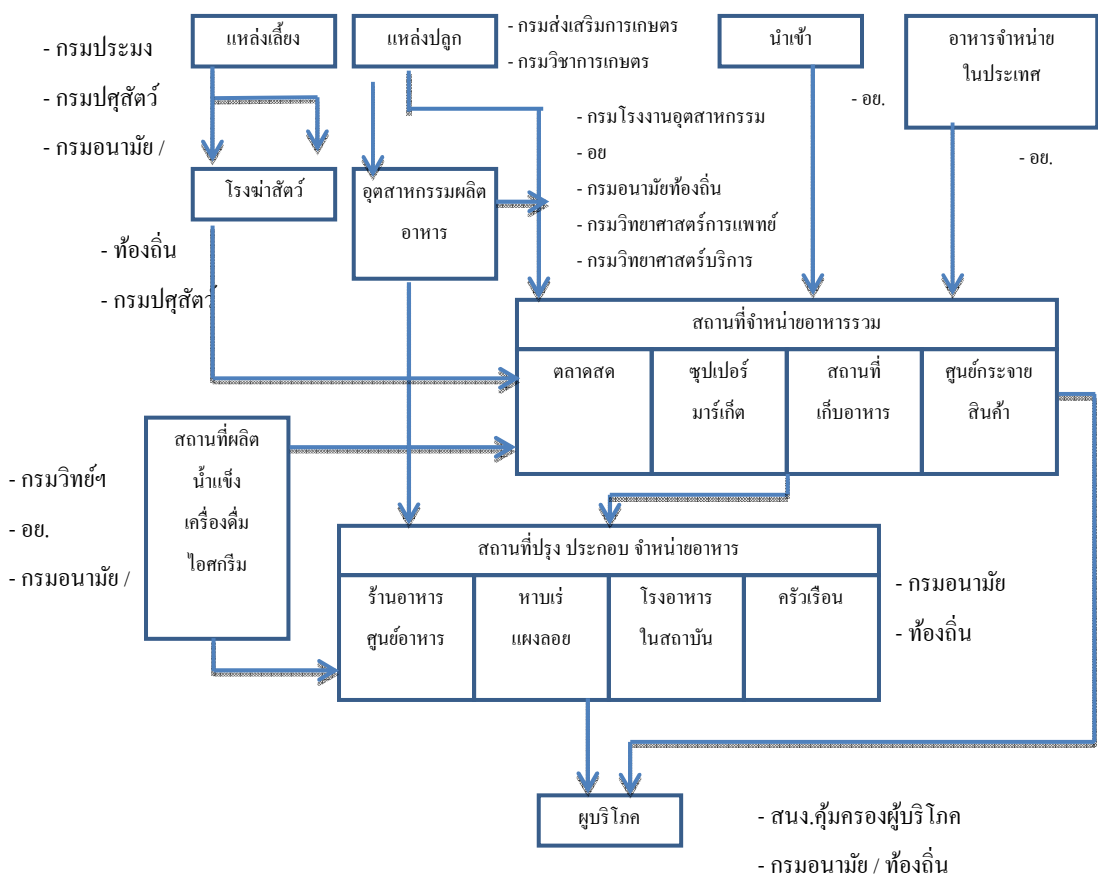 แหล่งเลี้ยง
แหล่งปลูก
- กรมส่งเสริมการเกษตร
- กรมวิชาการเกษตร
นำเข้า
อาหารจำหน่าย
ในประเทศ
- กรมประมง
- กรมปศุสัตว์
- กรมอนามัย /
- อย.
- อย.
- กรมโรงงานอุตสาหกรรม
- อย
- กรมอนามัยท้องถิ่น
- กรมวิทยาศาสตร์การแพทย์
- กรมวิทยาศาสตร์บริการ
โรงฆ่าสัตว์
อุตสาหกรรมผลิต
อาหาร
- ท้องถิ่น
- กรมปศุสัตว์
สถานที่จำหน่ายอาหารรวม
ตลาดสด
ซุปเปอร์
มาร์เก็ต
สถานที่
เก็บอาหาร
ศูนย์กระจาย
สินค้า
สถานที่ผลิต
น้ำแข็ง
เครื่องดื่ม
ไอศกรีม
- กรมวิทย์ฯ
- อย.
- กรมอนามัย /
สถานที่ปรุง ประกอบ จำหน่ายอาหาร
ร้านอาหาร
ศูนย์อาหาร
หาบเร่
แผงลอย
โรงอาหาร
ในสถาบัน
ครัวเรือน
- กรมอนามัย
- ท้องถิ่น
ผูบริโภค
- สนง.คุ้มครองผู้บริโภค
- กรมอนามัย / ท้องถิ่น